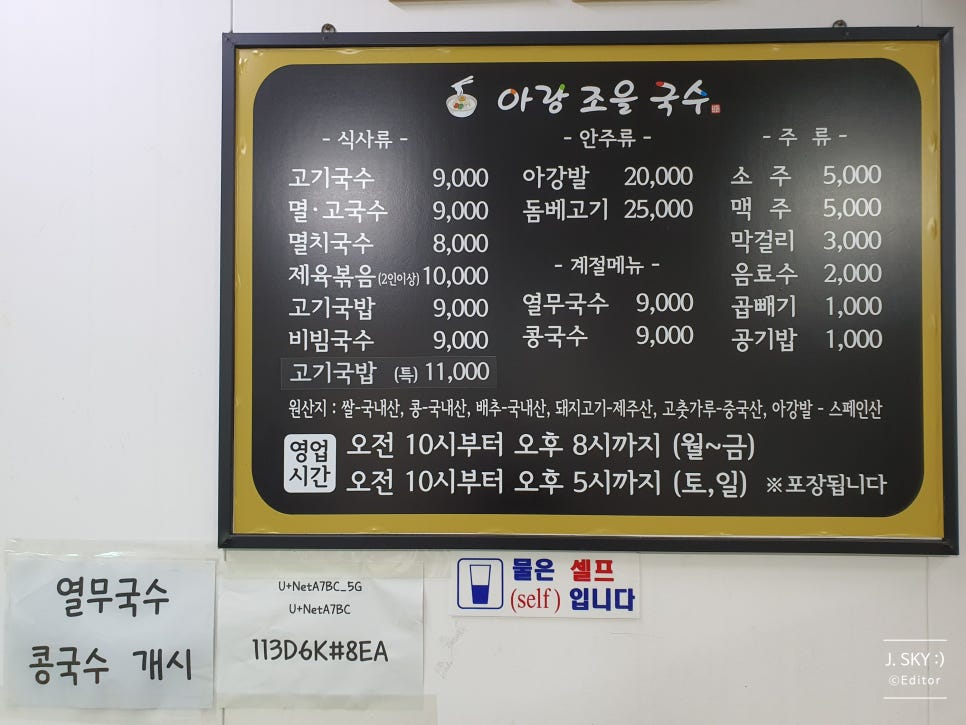 아랑 조을 국수
- 식사류 -
고기국수 9,000
멸·고국수 9,000
멸치국수 8,000
제육볶음(2인이상) 10,000
고기국밥 9,000
비빔국수 9,000
고기국밥 (특) 11,000
- 안주류 -
아강발 20,000
돔베고기 25,000
- 계절메뉴 -
열무국수 9,000
콩국수 9,000
- 주 류 -
소 주 5,000
맥 주 5,000
막걸리 3,000
음료수 2,000
곱빼기 1,000
공기밥 1,000
원산지 : 쌀-국내산, 콩-국내산, 배추-국내산, 돼지고기-제주산, 고춧가루-중국산, 아강발 - 스페인산
영업시간
오전 10시부터 오후 8시까지 (월~금)
오전 10시부터 오후 5시까지 (토,일) ※포장됩니다
열무국수
콩국수 개시
U+NetA7BC_5G
U+NetA7BC
113D6K#8EA
물은 셀프
(self) 입니다
J. SKY :)
©Editor